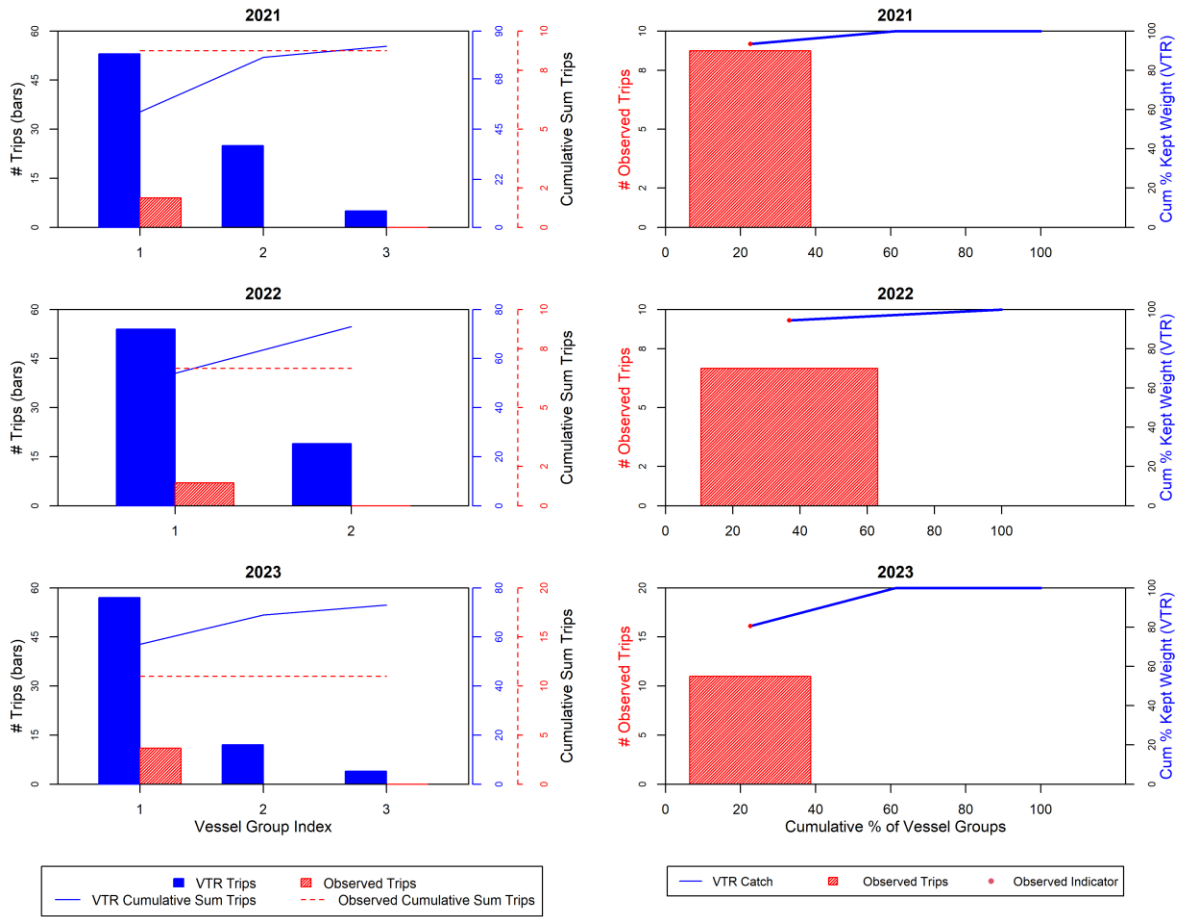 2021
# Trips (bars)
0 15 30 45 60
1 2 3
0 22 45 68 90
0 2 5 8 10
Cumulative Sum Trips
2021
# Observed Trips
0 2 5 8 10
0 20 40 60 80 100
0 20 40 60 80 100
Cum % Kept Weight (VTR)
2022
# Trips (bars)
0 15 30 45 60
1 2
0 20 40 60 80
0 2 5 8 10
Cumulative Sum Trips
2022
# Observed Trips
0 2 5 8 10
0 20 40 60 80 100
0 20 40 60 80 100
Cum % Kept Weight (VTR)
2023
# Trips (bars)
0 15 30 45 60
1 2 3
Vessel Group Index
0 20 40 60 80
0 5 10 15 20
Cumulative Sum Trips
2023
# Observed Trips
0 5 10 15 20
0 20 40 60 80 100
Cumulative % of Vessel Groups
0 20 40 60 80 100
Cum % Kept Weight (VTR)
VTR Trips Observed Trips
VTR Cumulative Sum Trips Observed Cumulative Sum Trips
VTR Catch Observed Trips Observed Indicator